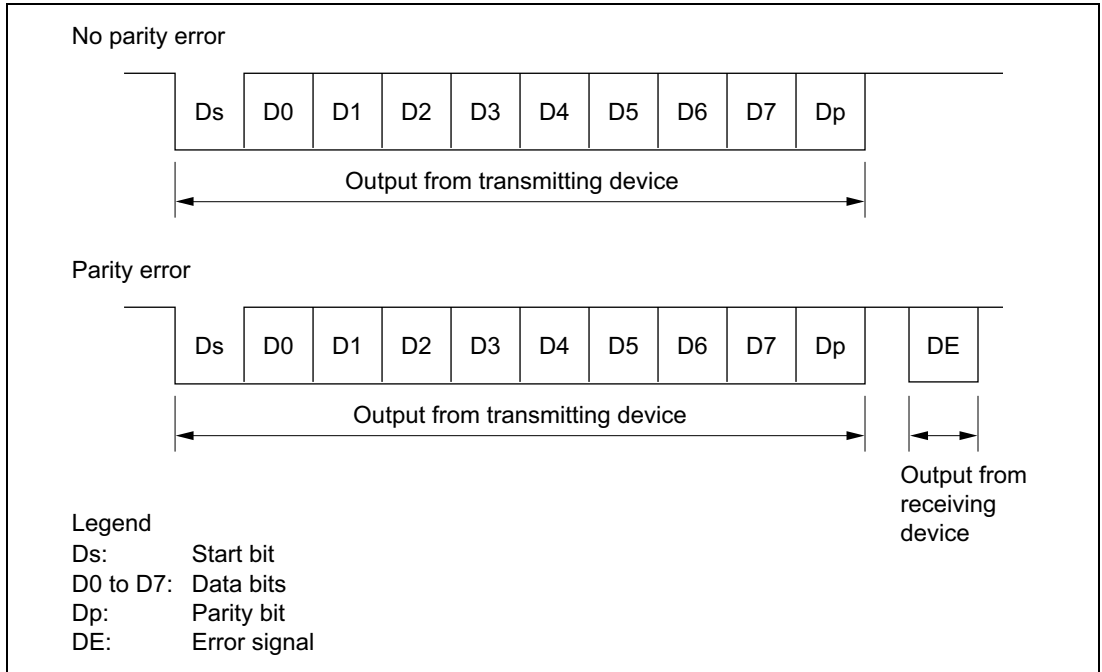 No parity error
Ds D0 D1 D2 D3 D4 D5 D6 D7 Dp
Output from transmitting device
Parity error
Ds D0 D1 D2 D3 D4 D5 D6 D7 Dp DE
Output from transmitting device
Output from
receiving
device
Legend
Ds: Start bit
D0 to D7: Data bits
Dp: Parity bit
DE: Error signal